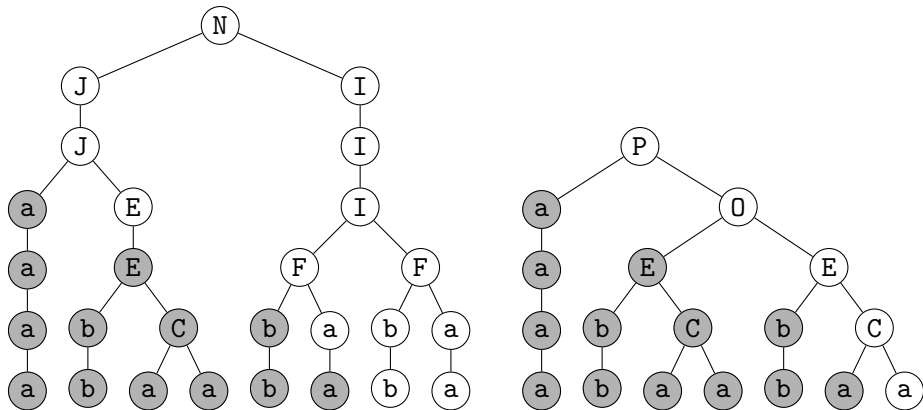 N
J I
J I P
a E I a O
a E F F a E E
a b C b a b a a b C b C
a b a a b a b a a b a a b a a